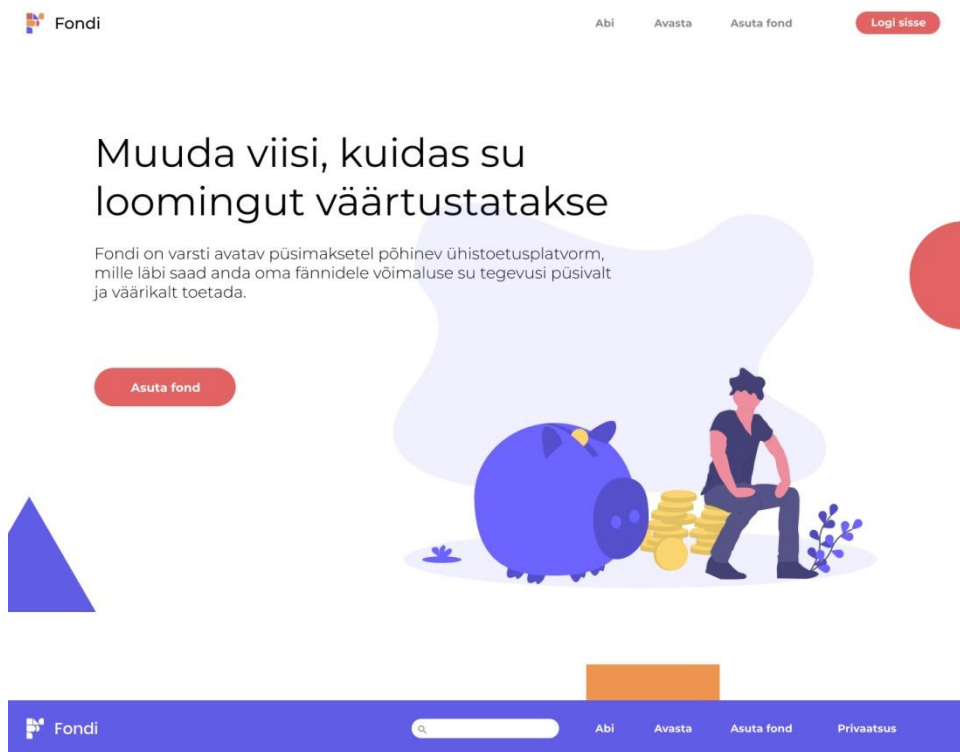 Fondi
Abi Avasta Asuta fond Logi sisse
Muuda viisi, kuidas su
loomingut väärtustatakse
Fondi on varsti avatav püsimaksetel põhinev ühistoetusplatvorm,
mille läbi saad anda oma fännidele võimaluse su tegevusi püsivalt
ja väärikalt toetada.
Asuta fond
Fondi
Abi Avasta Asuta fond Privaatsus